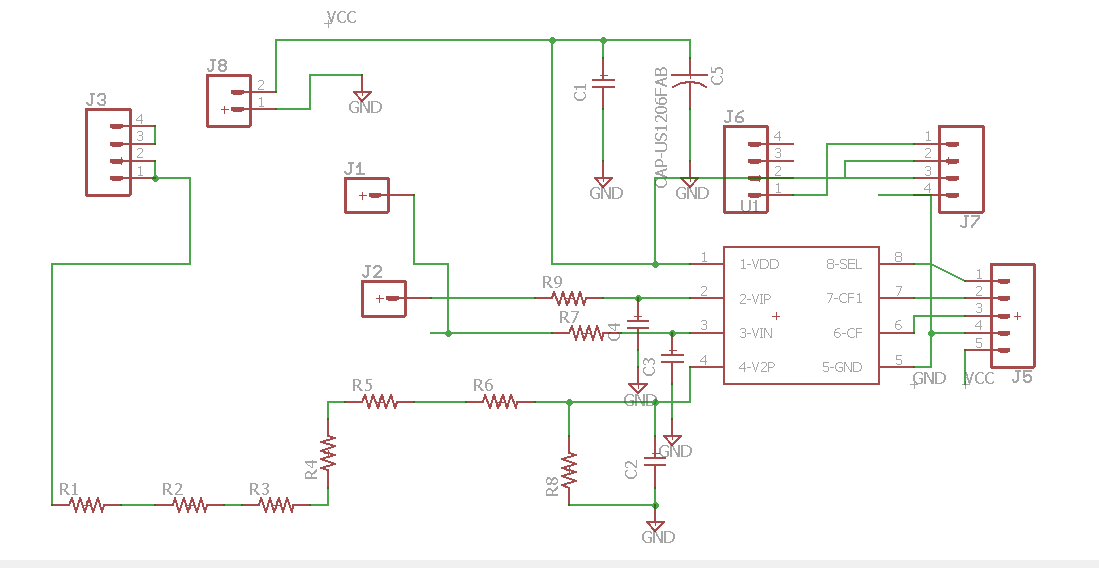 VCC
J8
2
1
GND
J3
4
3
2
1
C1
GND
CAP-US1206FAB
C5
GND
J6
4
3
2
1
U1
J7
1
2
3
4
J1
J2
R9
R7
C4
GND
C3
GND
1 1-VDD 8-SEL 8
2 2-VIP 7-CF1 7
3 3-VIN 6-CF 6
4 4-V2P 5-GND 5
GND
VCC
J5
1
2
3
4
5
R5
R6
R4
R8
C2
GND
R1
R2
R3